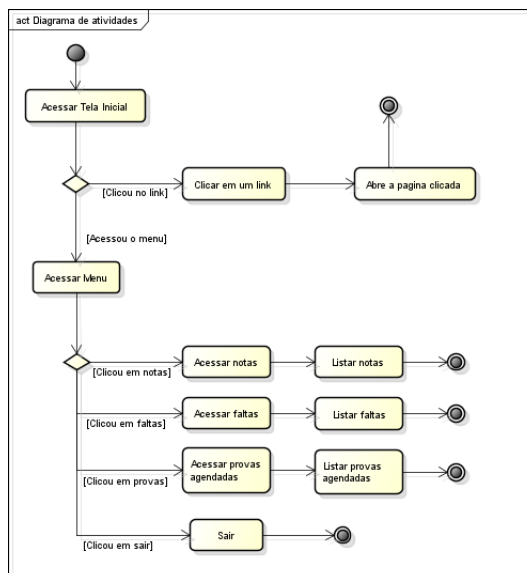 act Diagrama de atividades
Acessar Tela Inicial
Clicar em um link
Abre a pagina clicada
[Clicou no link]
[Acessou o menu]
Acessar Menu
Acessar notas
Listar notas
[Clicou em notas]
Acessar faltas
Listar faltas
[Clicou em faltas]
Acessar provas
agendadas
Listar provas
agendadas
[Clicou em provas]
Sair
[Clicou em sair]